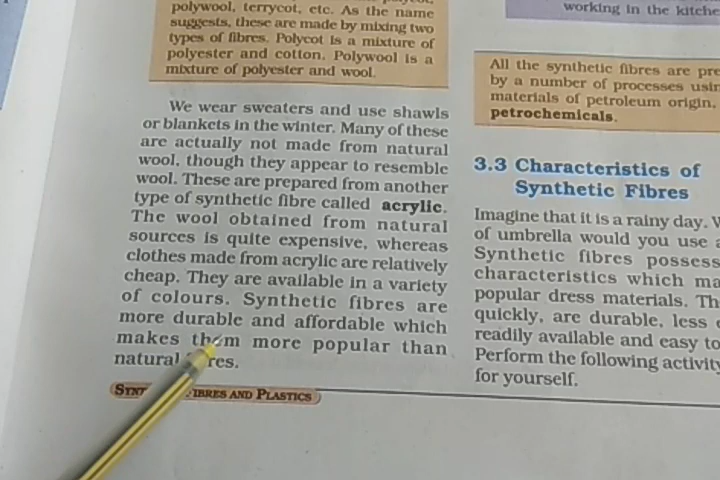 polywool, terrycot, etc. As the name
suggests, these are made by mixing two
types of fibres. Polycot is a mixture of
polyester and cotton. Polywool is a
mixture of polyester and wool.
We wear sweaters and use shawls
or blankets in the winter. Many of these
are actually not made from natural
wool, though they appear to resemble
wool. These are prepared from another
type of synthetic fibre called acrylic.
The wool obtained from natural
sources is quite expensive, whereas
clothes made from acrylic are relatively
cheap. They are available in a variety
of colours. Synthetic fibres are
more durable and affordable which
makes them more popular than
natural
IBRES AND PLASTICS
working in the kitche
All the synthetic fibres are pre
by a number of processes usin
materials of petroleum origin,
petrochemicals.
3.3 Characteristics of
Synthetic Fibres
Imagine that it is a rainy day. W
of umbrella would you use a
Synthetic fibres possess
characteristics which ma
popular dress materials. Th
quickly, are durable, less
readily available and easy to
Perform the following activity
for yourself.